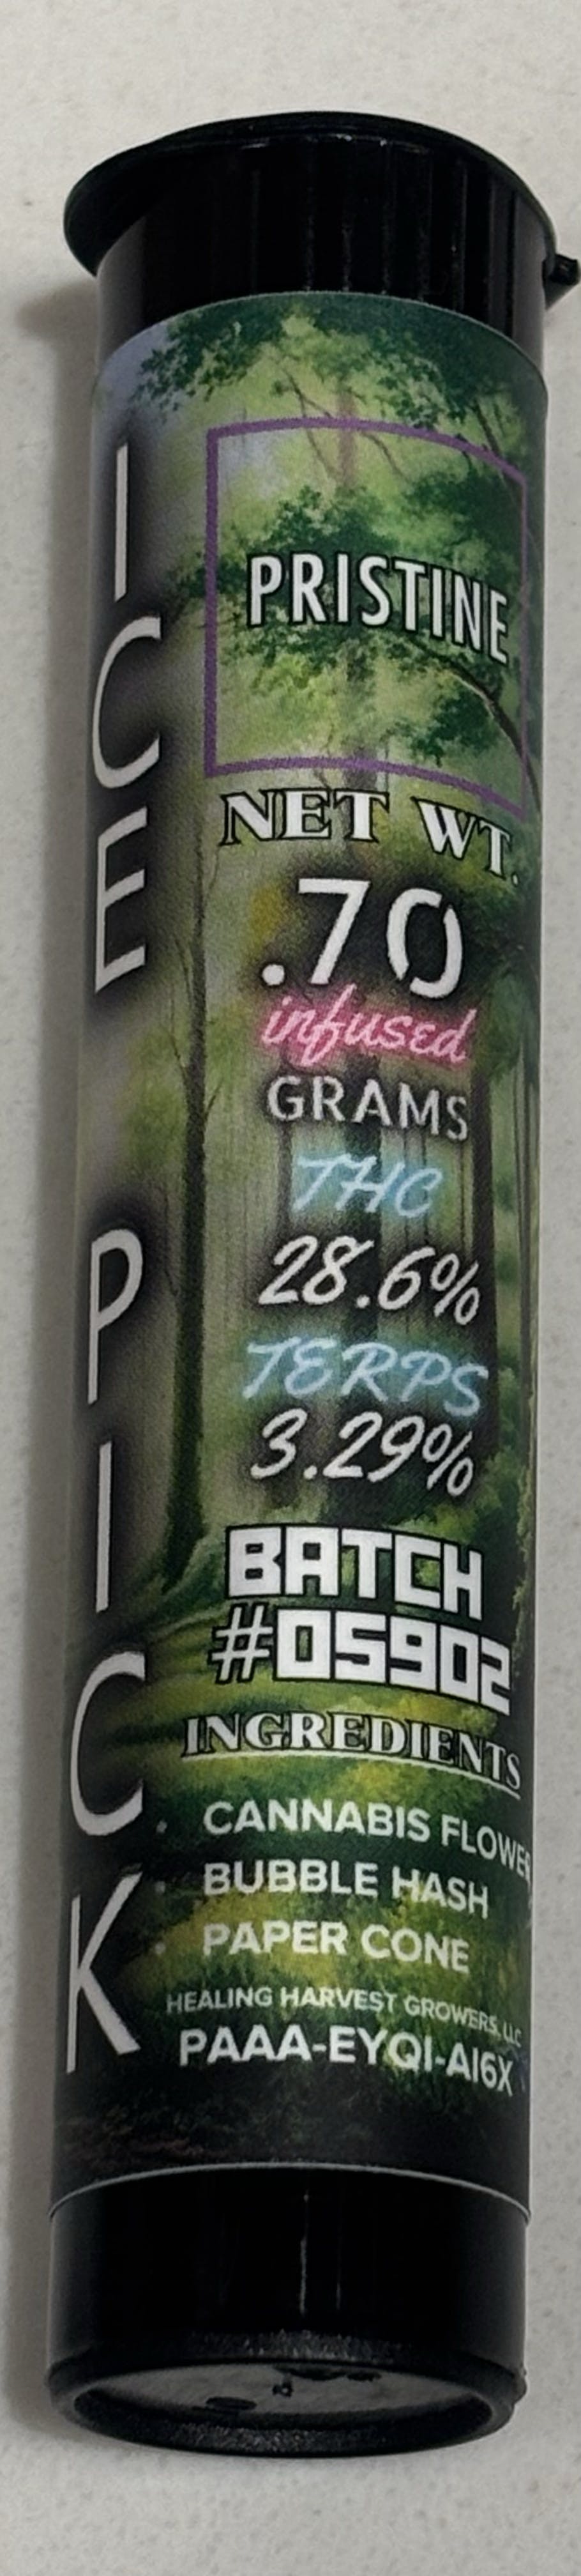 ICE PICK
PRISTINE
NET WT.
.70
infused
GRAMS
THC
28.6%
TERPS
3.29%
BATCH
#05902
INGREDIENTS
• CANNABIS FLOWER
• BUBBLE HASH
• PAPER CONE
HEALING HARVEST GROWERS, LLC
PAAA-EYQI-AI6X